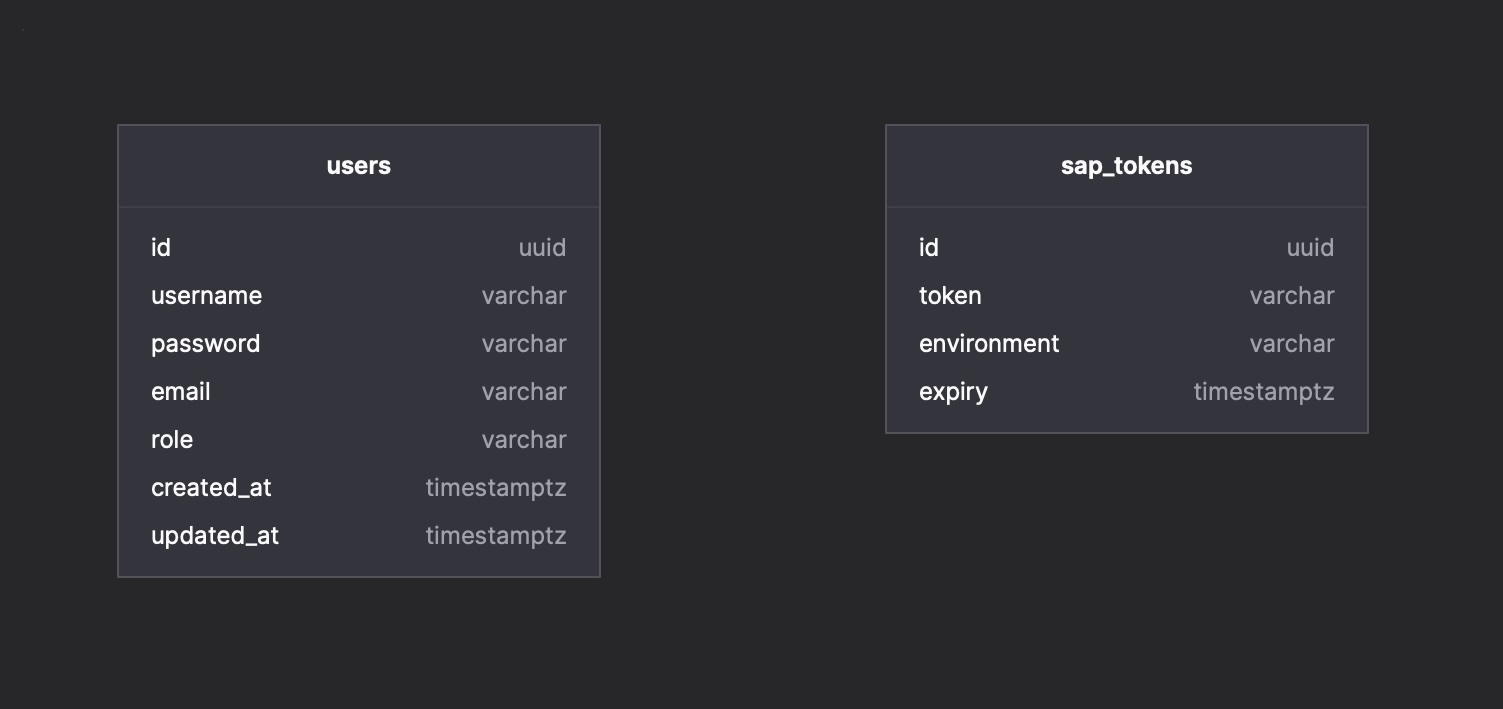 users
id uuid
username varchar
password varchar
email varchar
role varchar
created_at timestamptz
updated_at timestamptz
sap_tokens
id uuid
token varchar
environment varchar
expiry timestamptz